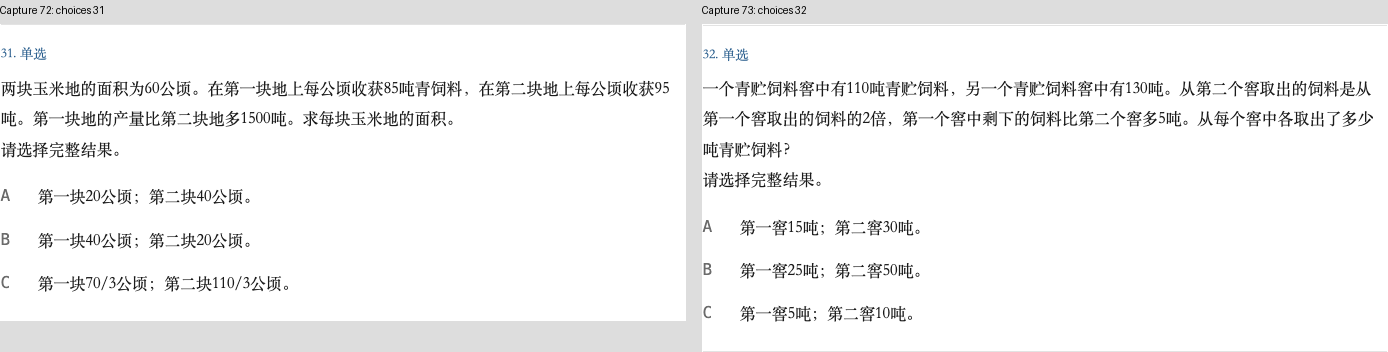 Capture 72: choices 31
31. 单选
两块玉米地的面积为60公顷。在第一块地上每公顷收获85吨青饲料，在第二块地上每公顷收获95
吨。第一块地的产量比第二块地多1500吨。求每块玉米地的面积。
请选择完整结果。
A 第一块20公顷；第二块40公顷。
B 第一块40公顷；第二块20公顷。
C 第一块70/3公顷；第二块110/3公顷。
Capture 73: choices 32
32. 单选
一个青贮饲料窖中有110吨青贮饲料，另一个青贮饲料窖中有130吨。从第二个窖取出的饲料是从
第一个窖取出的饲料的2倍，第一个窖中剩下的饲料比第二个窖多5吨。从每个窖中各取出了多少
吨青贮饲料?
请选择完整结果。
A 第一窖15吨；第二窖30吨。
B 第一窖25吨；第二窖50吨。
C 第一窖5吨；第二窖10吨。